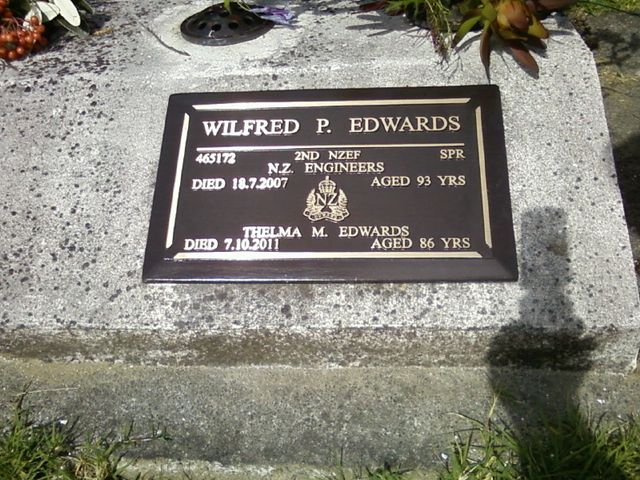 WILFRED P. EDWARDS
465172 2ND NZEF SPR
N.Z. ENGINEERS
DIED 18.7.2007 AGED 93 YRS
NZ
THELMA M. EDWARDS
DIED 7.10.2011 AGED 86 YRS